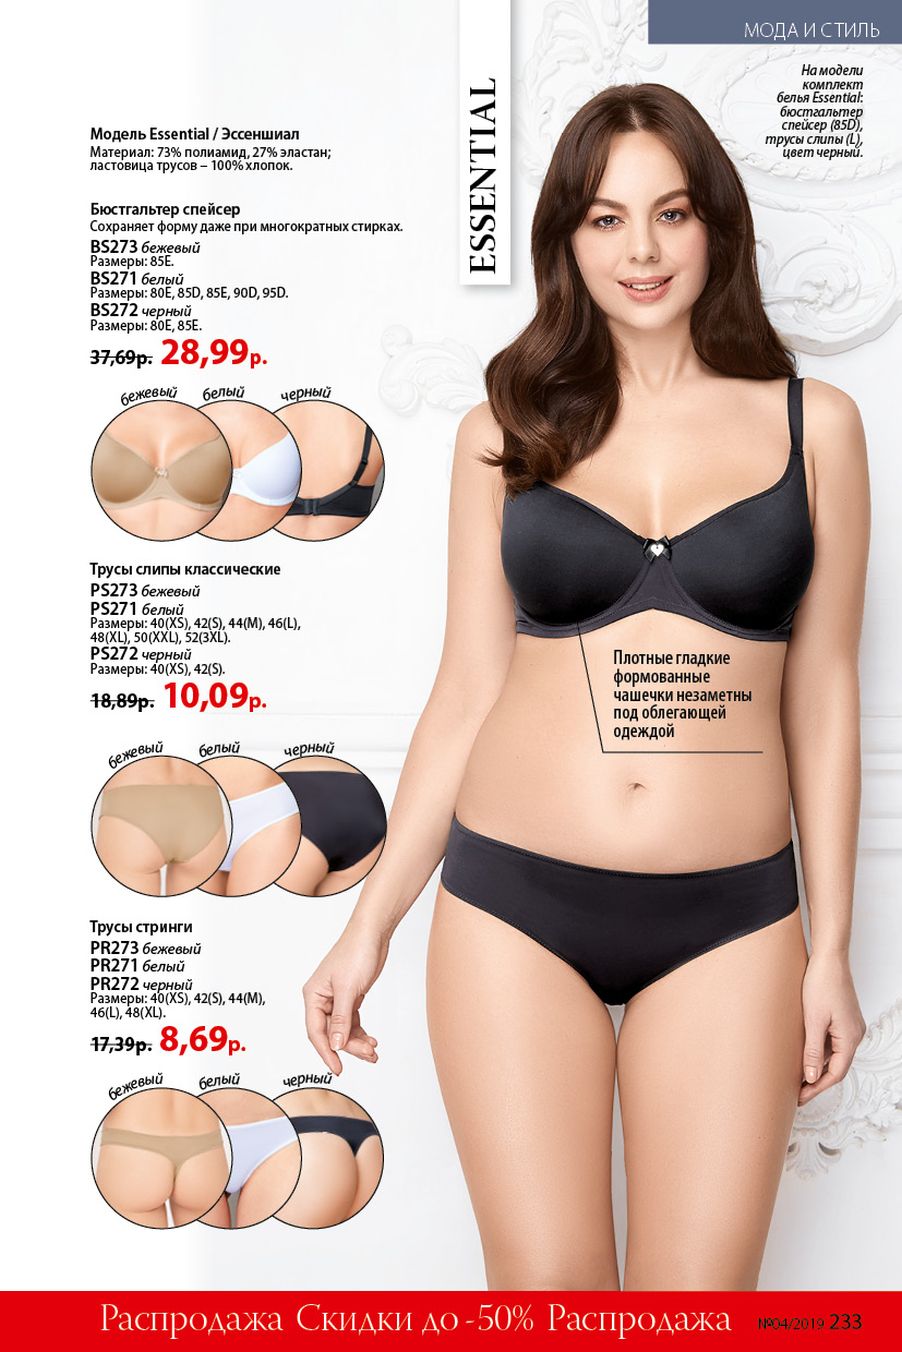 МОДА И СТИЛЬ
На модели
комплект
белья Essential:
бюстгальтер
спейсер (85D),
трусы слипы (L),
цвет черный.
ESSENTIAL
Модель Essential / Эссеншиал
Материал: 73% полиамид, 27% эластан;
ластовица трусов – 100% хлопок.
Бюстгальтер спейсер
Сохраняет форму даже при многократных стирках.
BS273 бежевый
Размеры: 85E.
BS271 белый
Размеры: 80E, 85D, 85E, 90D, 95D.
BS272 черный
Размеры: 80E, 85E.
37,69р. 28,99р.
бежевый белый черный
Трусы слипы классические
PS273 бежевый
PS271 белый
Размеры: 40(XS), 42(S), 44(M), 46(L),
48(XL), 50(XXL), 52(3XL).
PS272 черный
Размеры: 40(XS), 42(S).
18,89р. 10,09р.
Плотные гладкие
формованные
чашечки незаметны
под облегающей
одеждой
бежевый белый черный
Трусы стринги
PR273 бежевый
PR271 белый
PR272 черный
Размеры: 40(XS), 42(S), 44(M),
46(L), 48(XL).
17,39р. 8,69р.
бежевый белый черный
Распродажа Скидки до -50% Распродажа №04/2019 233